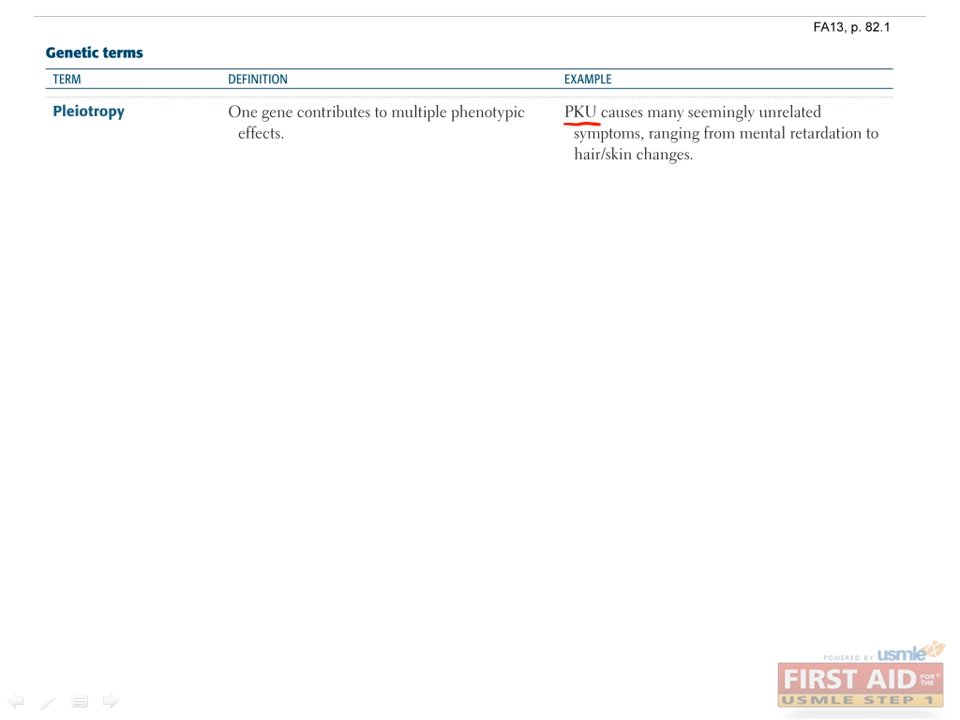 FA13, p. 82.1
Genetic terms
TERM DEFINITION EXAMPLE
Pleiotropy One gene contributes to multiple phenotypic PKU causes many seemingly unrelated
effects. symptoms, ranging from mental retardation to
hair/skin changes.
POWERED BY usmle
FIRST AID FOR THE
USMLE STEP 1